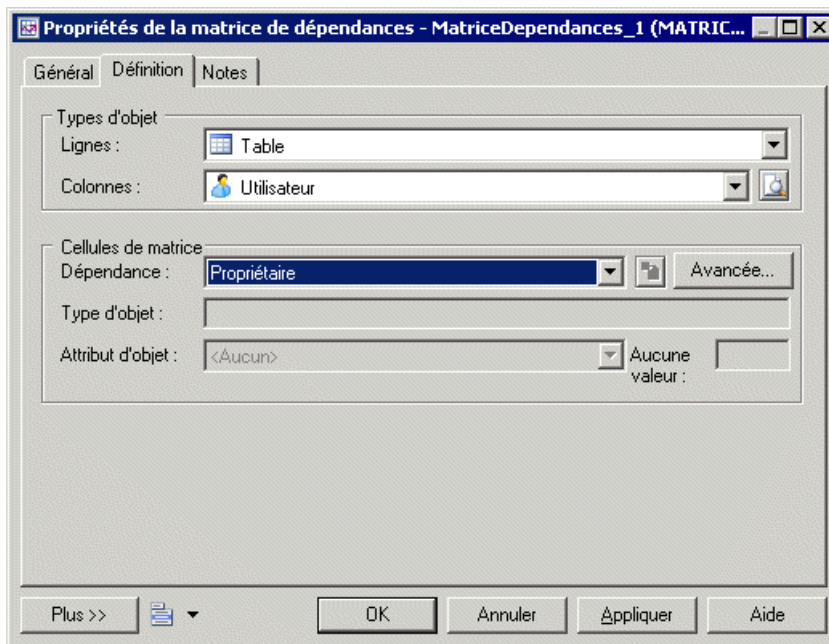 Propriétés de la matrice de dépendances - MatriceDependances_1 (MATRIC...
Général Définition Notes
Types d'objet
Lignes : Table
Colonnes : Utilisateur
Cellules de matrice
Dépendance : Propriétaire Avancée...
Type d'objet :
Attribut d'objet : <Aucun> Aucune
valeur :
Plus >> OK Annuler Appliquer Aide